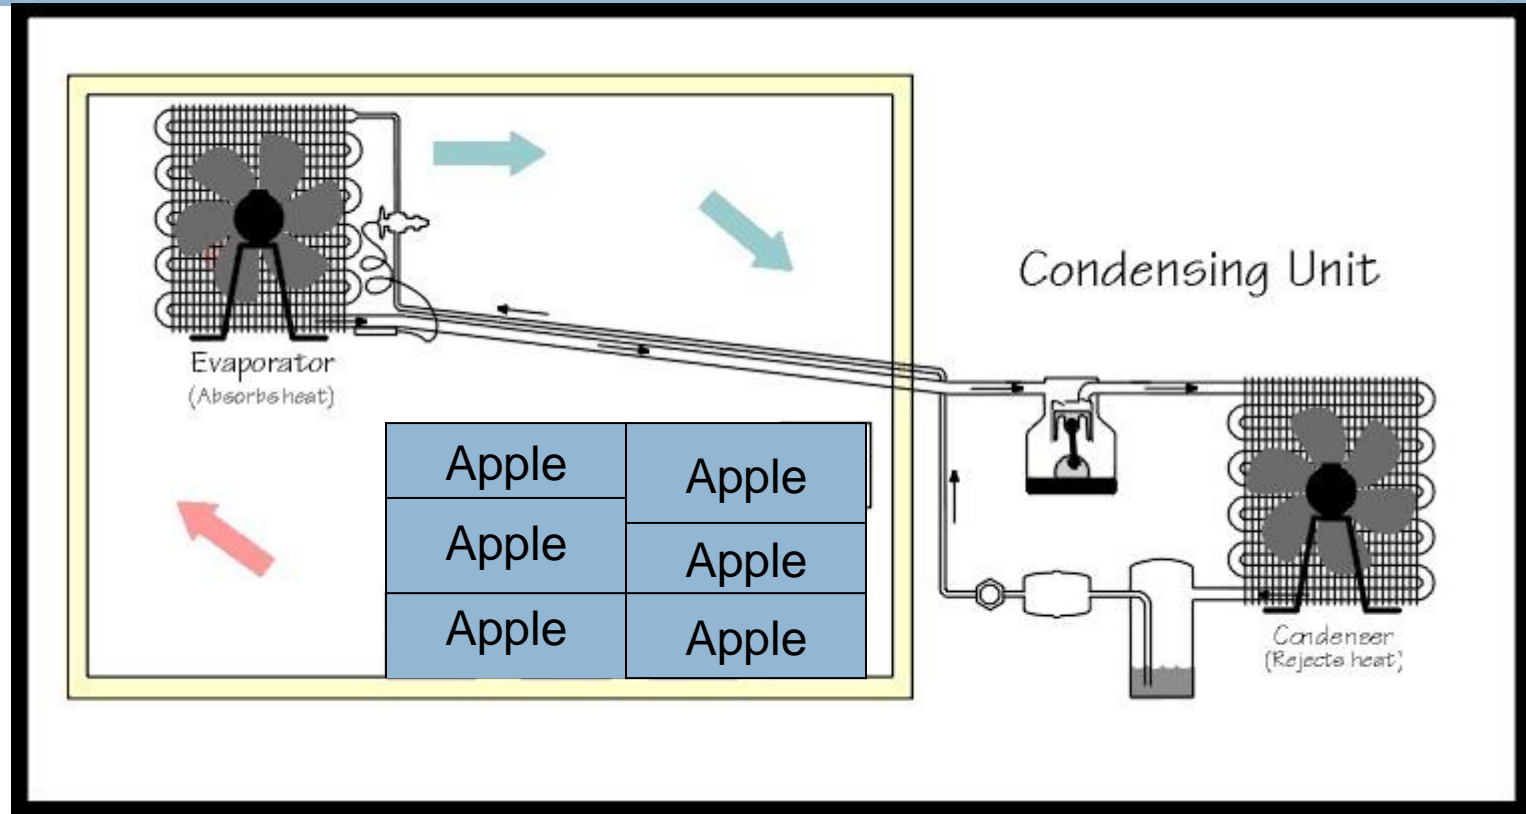 Condensing Unit
Evaporator
(Absorbs heat)
Apple
Apple
Apple
Apple
Apple
Apple
Condenser
(Rejects heat)